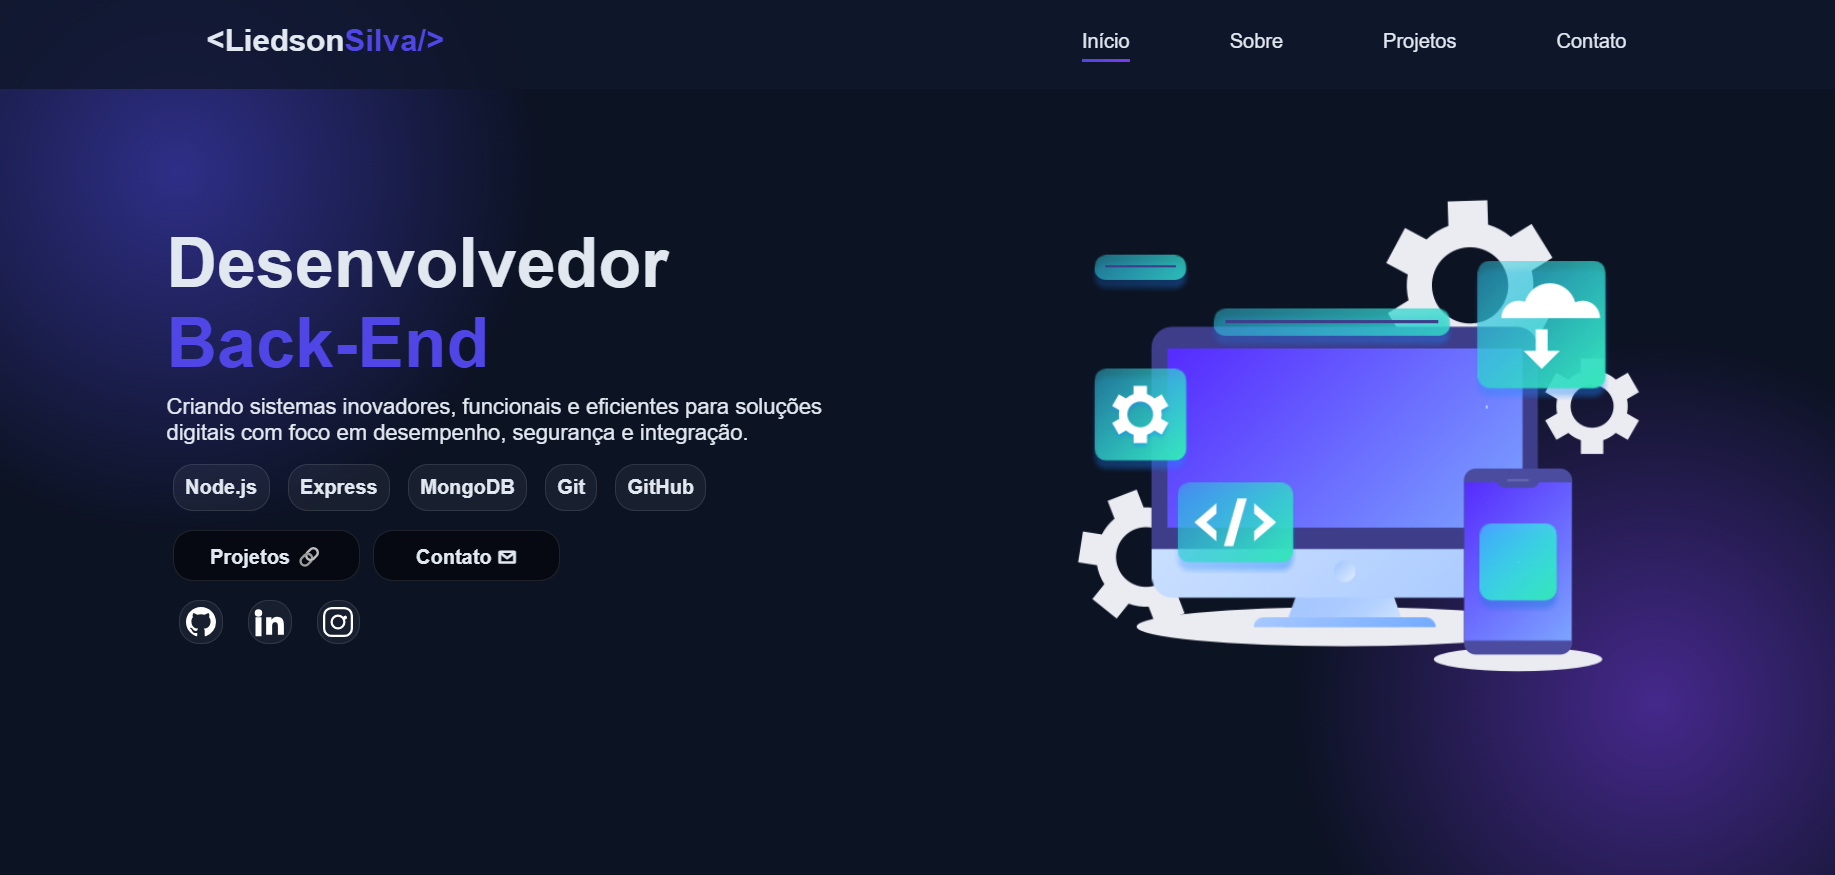 <LiedsonSilva/>
Início Sobre Projetos Contato
Desenvolvedor
Back-End
Criando sistemas inovadores, funcionais e eficientes para soluções
digitais com foco em desempenho, segurança e integração.
Node.js Express MongoDB Git GitHub
Projetos Contato
</>